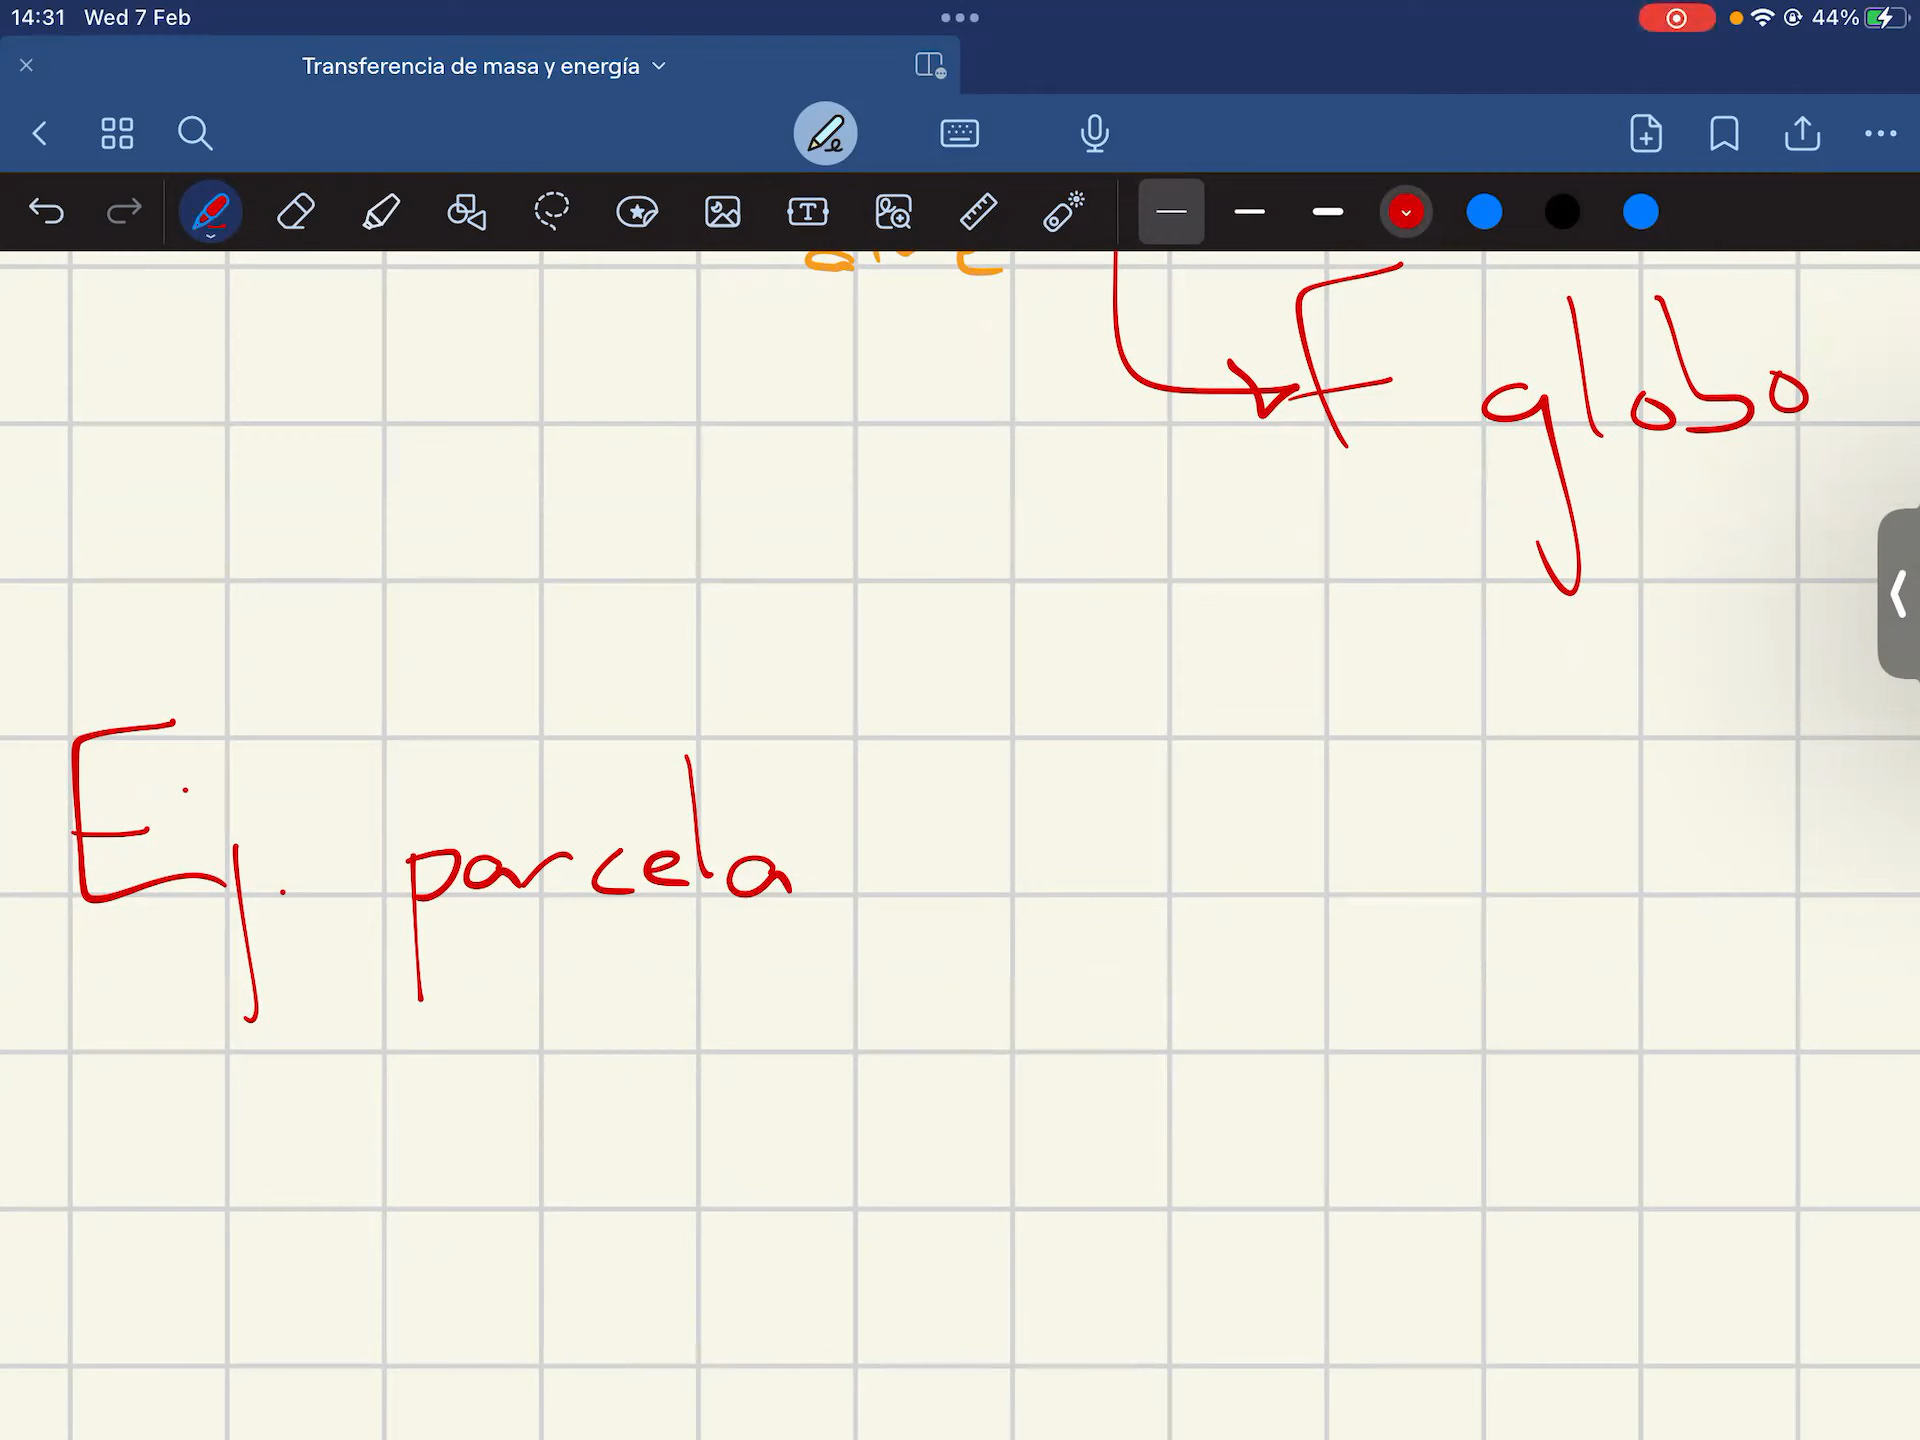 14:31 Wed 7 Feb
44%
Transferencia de masa y energía
F globo
Ej. parcela